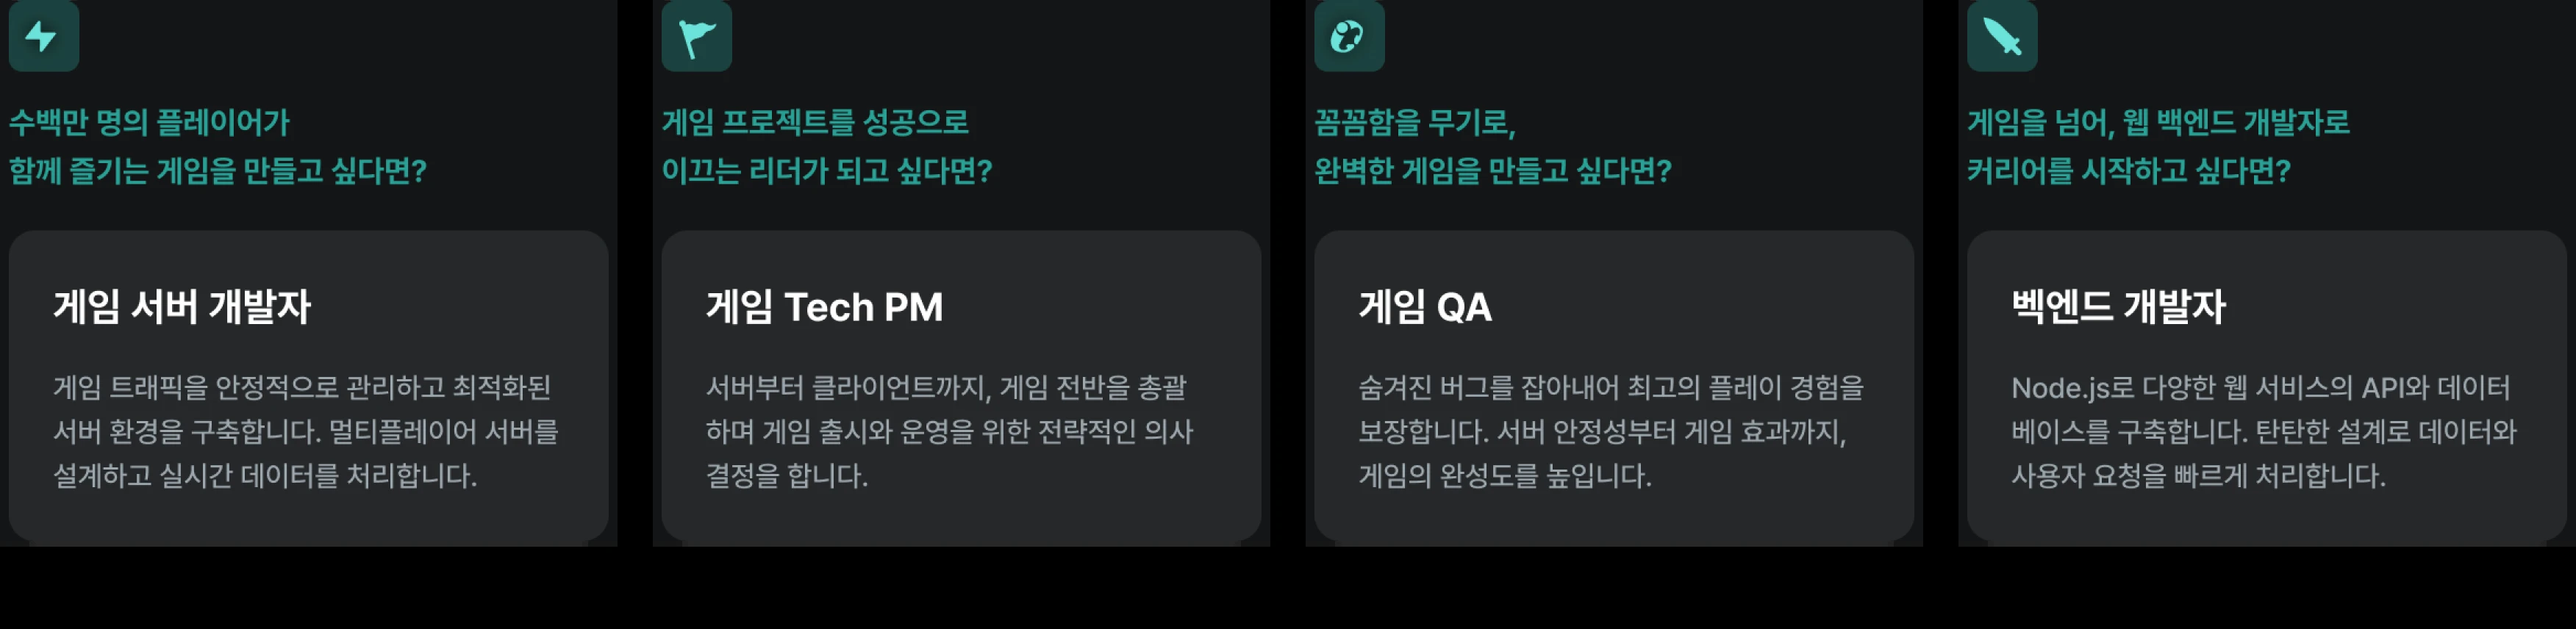 수백만 명의 플레이어가
함께 즐기는 게임을 만들고 싶다면?
게임 서버 개발자
게임 트래픽을 안정적으로 관리하고 최적화된
서버 환경을 구축합니다. 멀티플레이어 서버를
설계하고 실시간 데이터를 처리합니다.
게임 프로젝트를 성공으로
이끄는 리더가 되고 싶다면?
게임 Tech PM
서버부터 클라이언트까지, 게임 전반을 총괄
하며 게임 출시와 운영을 위한 전략적인 의사
결정을 합니다.
꼼꼼함을 무기로,
완벽한 게임을 만들고 싶다면?
게임 QA
숨겨진 버그를 잡아내어 최고의 플레이 경험을
보장합니다. 서버 안정성부터 게임 효과까지,
게임의 완성도를 높입니다.
게임을 넘어, 웹 백엔드 개발자로
커리어를 시작하고 싶다면?
벡엔드 개발자
Node.js로 다양한 웹 서비스의 API와 데이터
베이스를 구축합니다. 탄탄한 설계로 데이터와
사용자 요청을 빠르게 처리합니다.